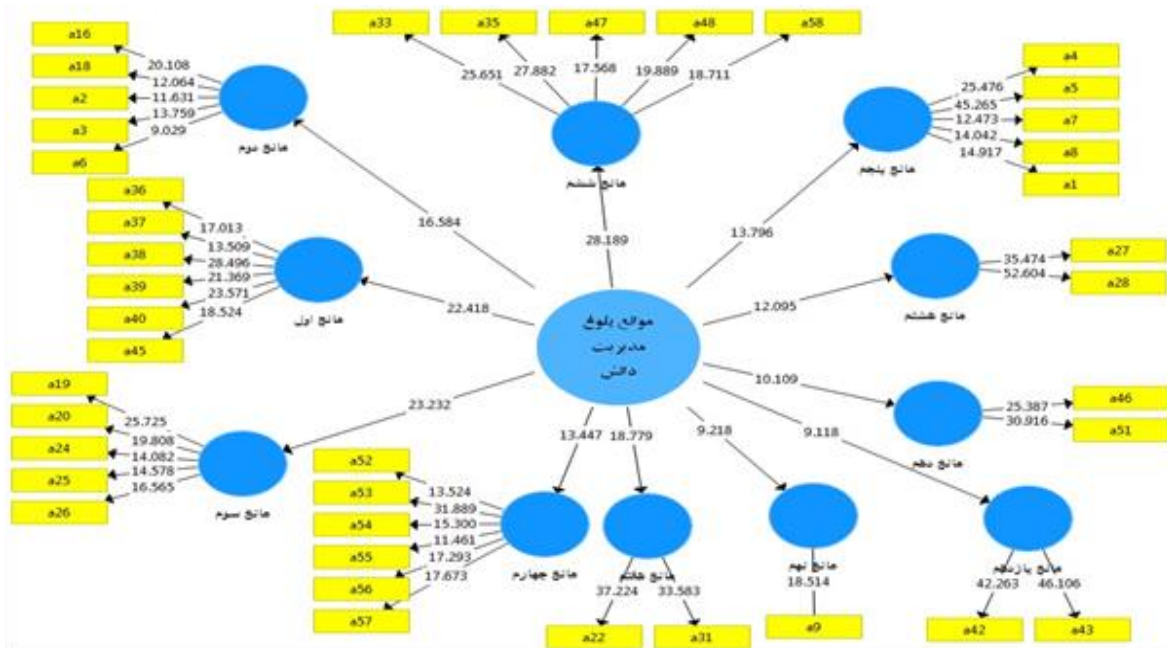 a33
a35
a47
a48
a58
25.651
27.882
17.568
19.889
18.711
مانع ششم
28.189
a16
a18
a2
a3
a6
20.108
12.064
11.631
13.759
9.029
مانع دوم
16.584
a4
a5
a7
a8
a1
25.476
45.265
12.473
14.042
14.917
مانع پنجم
13.796
a36
a37
a38
a39
a40
a45
17.013
13.509
28.496
21.369
23.571
18.524
مانع اول
22.418
a27
a28
35.474
52.604
مانع هشتم
12.095
موانع بلوغ
مدیریت
دانش
a19
a20
a24
a25
a26
25.725
19.808
14.082
14.578
16.565
مانع سوم
23.232
a46
a51
25.387
30.916
مانع دهم
10.109
a52
a53
a54
a55
a56
a57
13.524
31.889
15.300
11.461
17.293
17.673
مانع چهارم
13.447
18.779
مانع هفتم
37.224
33.583
a22
a31
9.218
مانع نهم
18.514
a9
9.118
مانع یازدهم
42.263
46.106
a42
a43